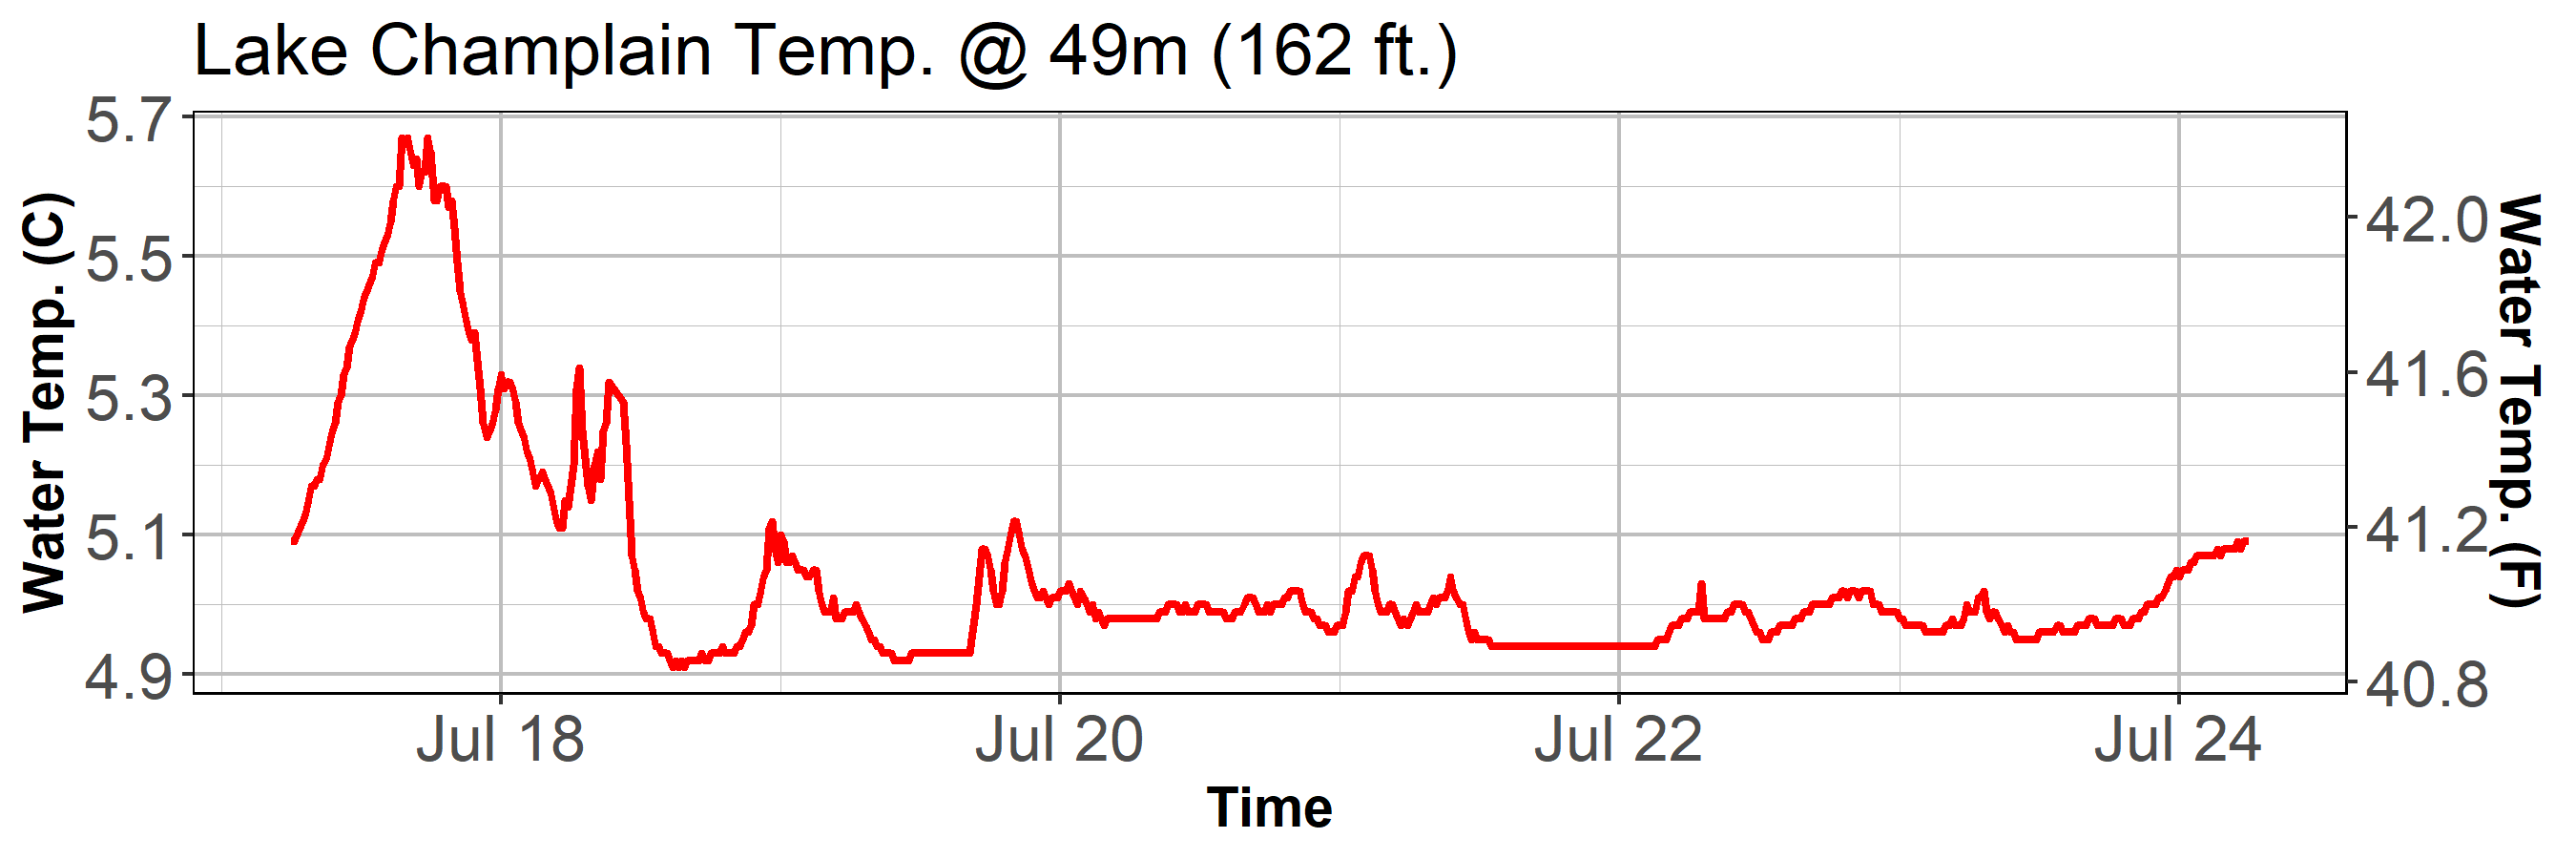 Lake Champlain Temp. @ 49m (162 ft.)
Water Temp. (C)
5.7
5.5
5.3
5.1
4.9
42.0
41.6
41.2
40.8
Water Temp. (F)
Jul 18 Jul 20 Jul 22 Jul 24
Time